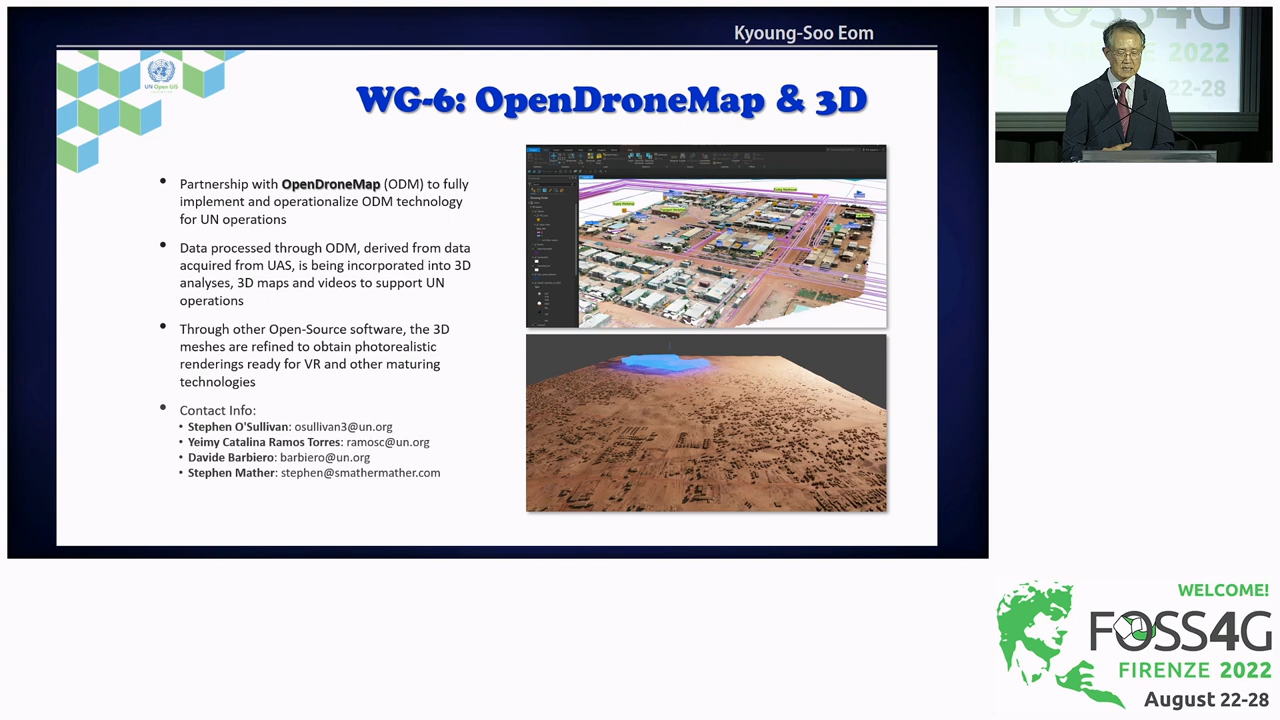 Kyoung-Soo Eom
UN Open GIS
WG-6: OpenDroneMap & 3D
• Partnership with OpenDroneMap (ODM) to fully
implement and operationalize ODM technology
for UN operations
• Data processed through ODM, derived from data
acquired from UAS, is being incorporated into 3D
analyses, 3D maps and videos to support UN
operations
• Through other Open-Source software, the 3D
meshes are refined to obtain photorealistic
renderings ready for VR and other maturing
technologies
• Contact Info:
• Stephen O'Sullivan: osullivan3@un.org
• Yeimy Catalina Ramos Torres: ramosc@un.org
• Davide Barbiero: barbiero@un.org
• Stephen Mather: stephen@smathermather.com
FOSS4G
2022
22-28
WELCOME!
FOSS4G
FIRENZE 2022
August 22-28